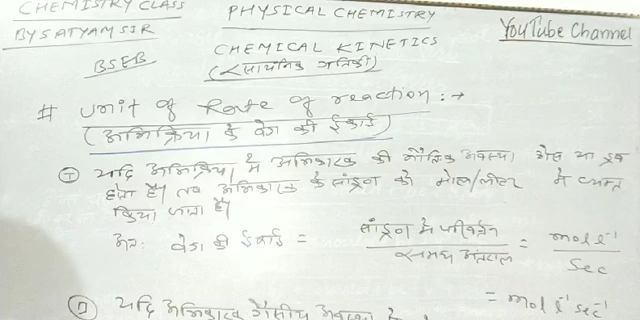 CHEMISTRY CLASS
BY SATYAM SIR
BSEB
PHYSICAL CHEMISTRY
CHEMICAL KINETICS
(रसायनिक गतिकी)
YouTube Channel
# Unit of Rate of reaction :→
(अभिक्रिया के वेग की ईकाई)
① यदि अभिक्रिया में अभिकारक की भौतिक अवस्था ठोस या द्रव
होता है। तब अभिकारक के सांद्रण को मोल/लीटर में व्यक्त
किया जाता है।
अतः वेग की ईकाई = सांद्रण में परिवर्तन / समय अंतराल = mol l⁻¹ / Sec
= mol l⁻¹ sec⁻¹
यदि अभिकारक गैसीय अवस्था